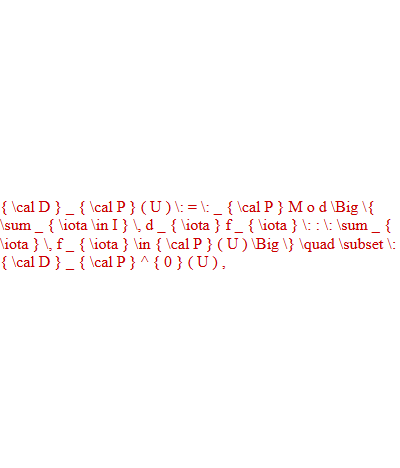 { \cal D } _ { \cal P } ( U ) \: = \: _ { \cal P } M o d \Big \{
\sum _ { \iota \in I } \, d _ { \iota } f _ { \iota } \: : \: \sum _ {
\iota } \, f _ { \iota } \in { \cal P } ( U ) \Big \} \quad \subset \:
{ \cal D } _ { \cal P } ^ { 0 } ( U ) ,